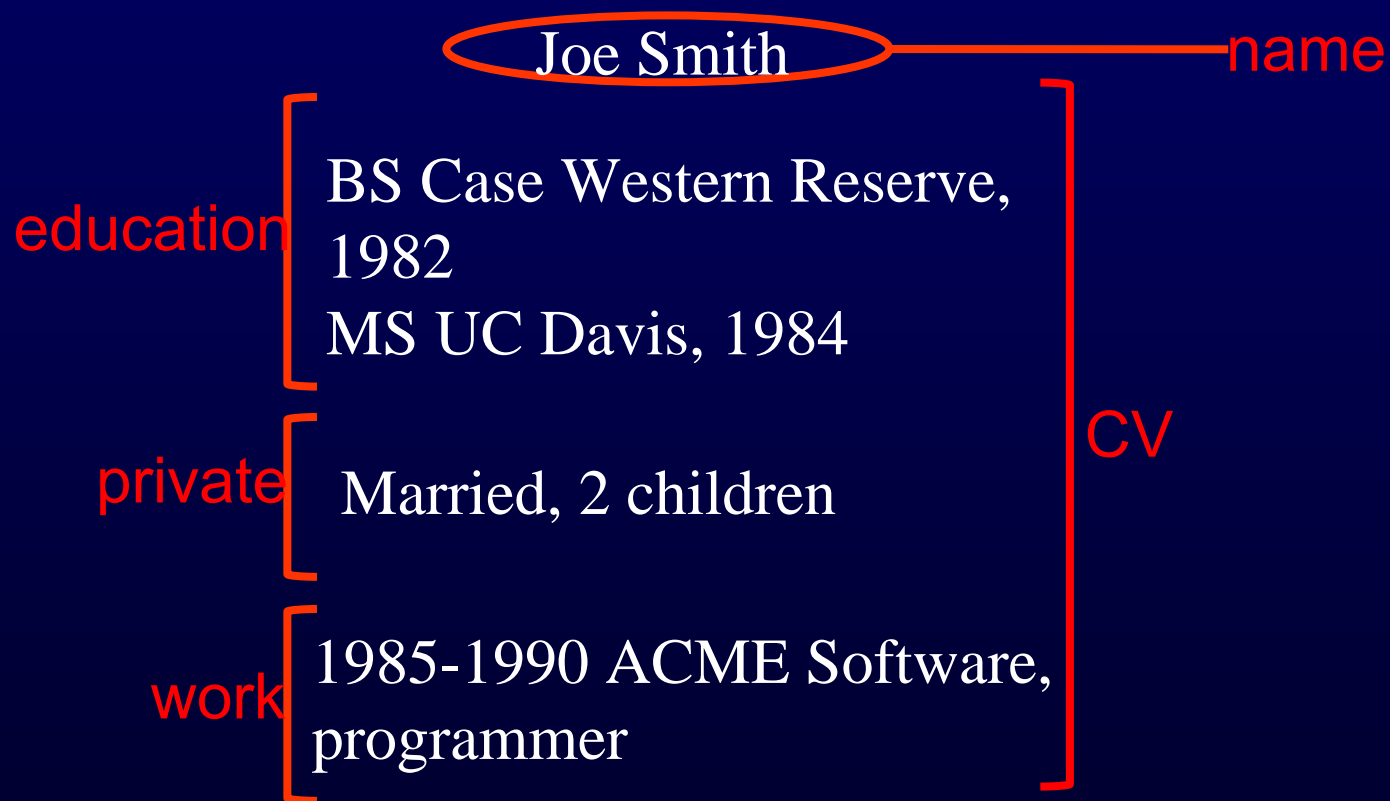 Joe Smith
name
education
BS Case Western Reserve,
1982
MS UC Davis, 1984
CV
private
Married, 2 children
work
1985-1990 ACME Software,
programmer